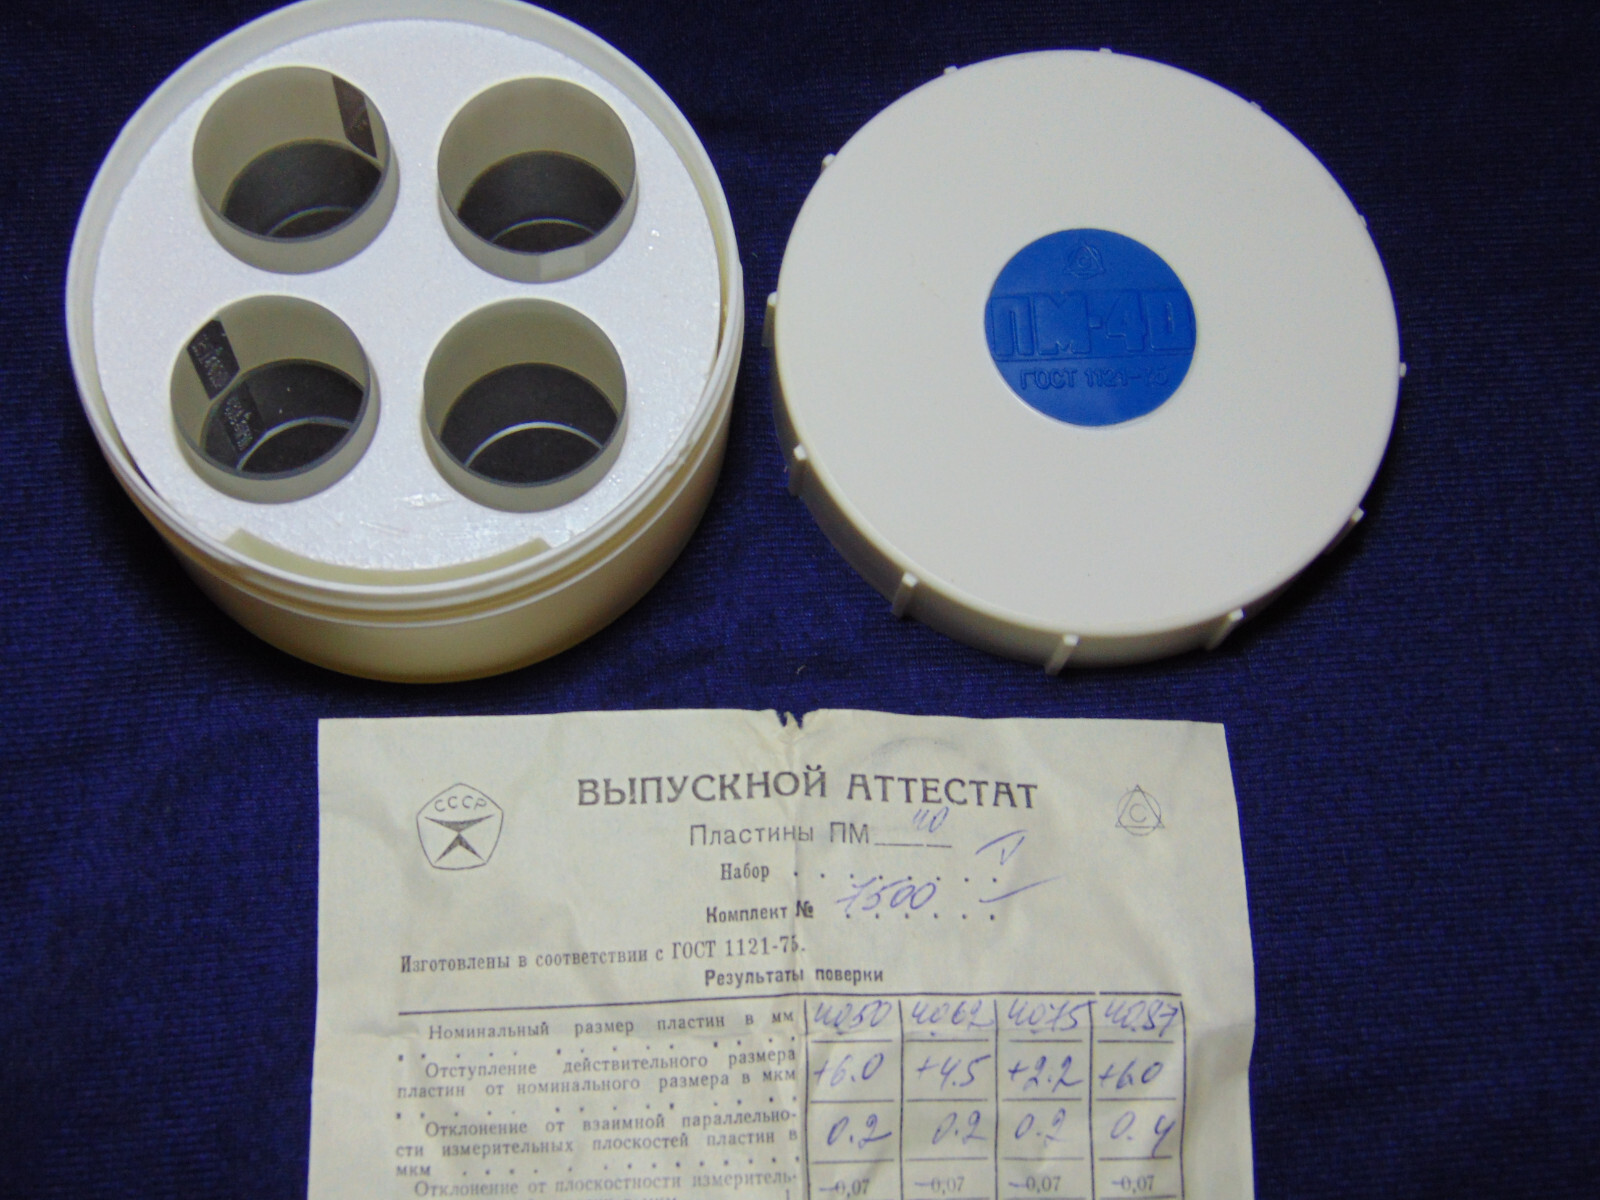 ПМ-40
ГОСТ 1121-75
СССР
С
ВЫПУСКНОЙ АТТЕСТАТ
Пластины ПМ 40
Набор . . . . . . . V
Комплект № 7500
Изготовлены в соответствии с ГОСТ 1121-75.
Результаты поверки
Номинальный размер пластин в мм 40.50 40.62 40.75 40.87
Отступление действительного размера
пластин от номинального размера в мкм +6.0 +4.5 +2.2 +6.0
Отклонение от взаимной параллельно-
сти измерительных плоскостей пластин в
мкм 0.2 0.2 0.2 0.4
Отклонение от плоскостности измеритель-
-0,07 -0,07 -0,07 -0,07